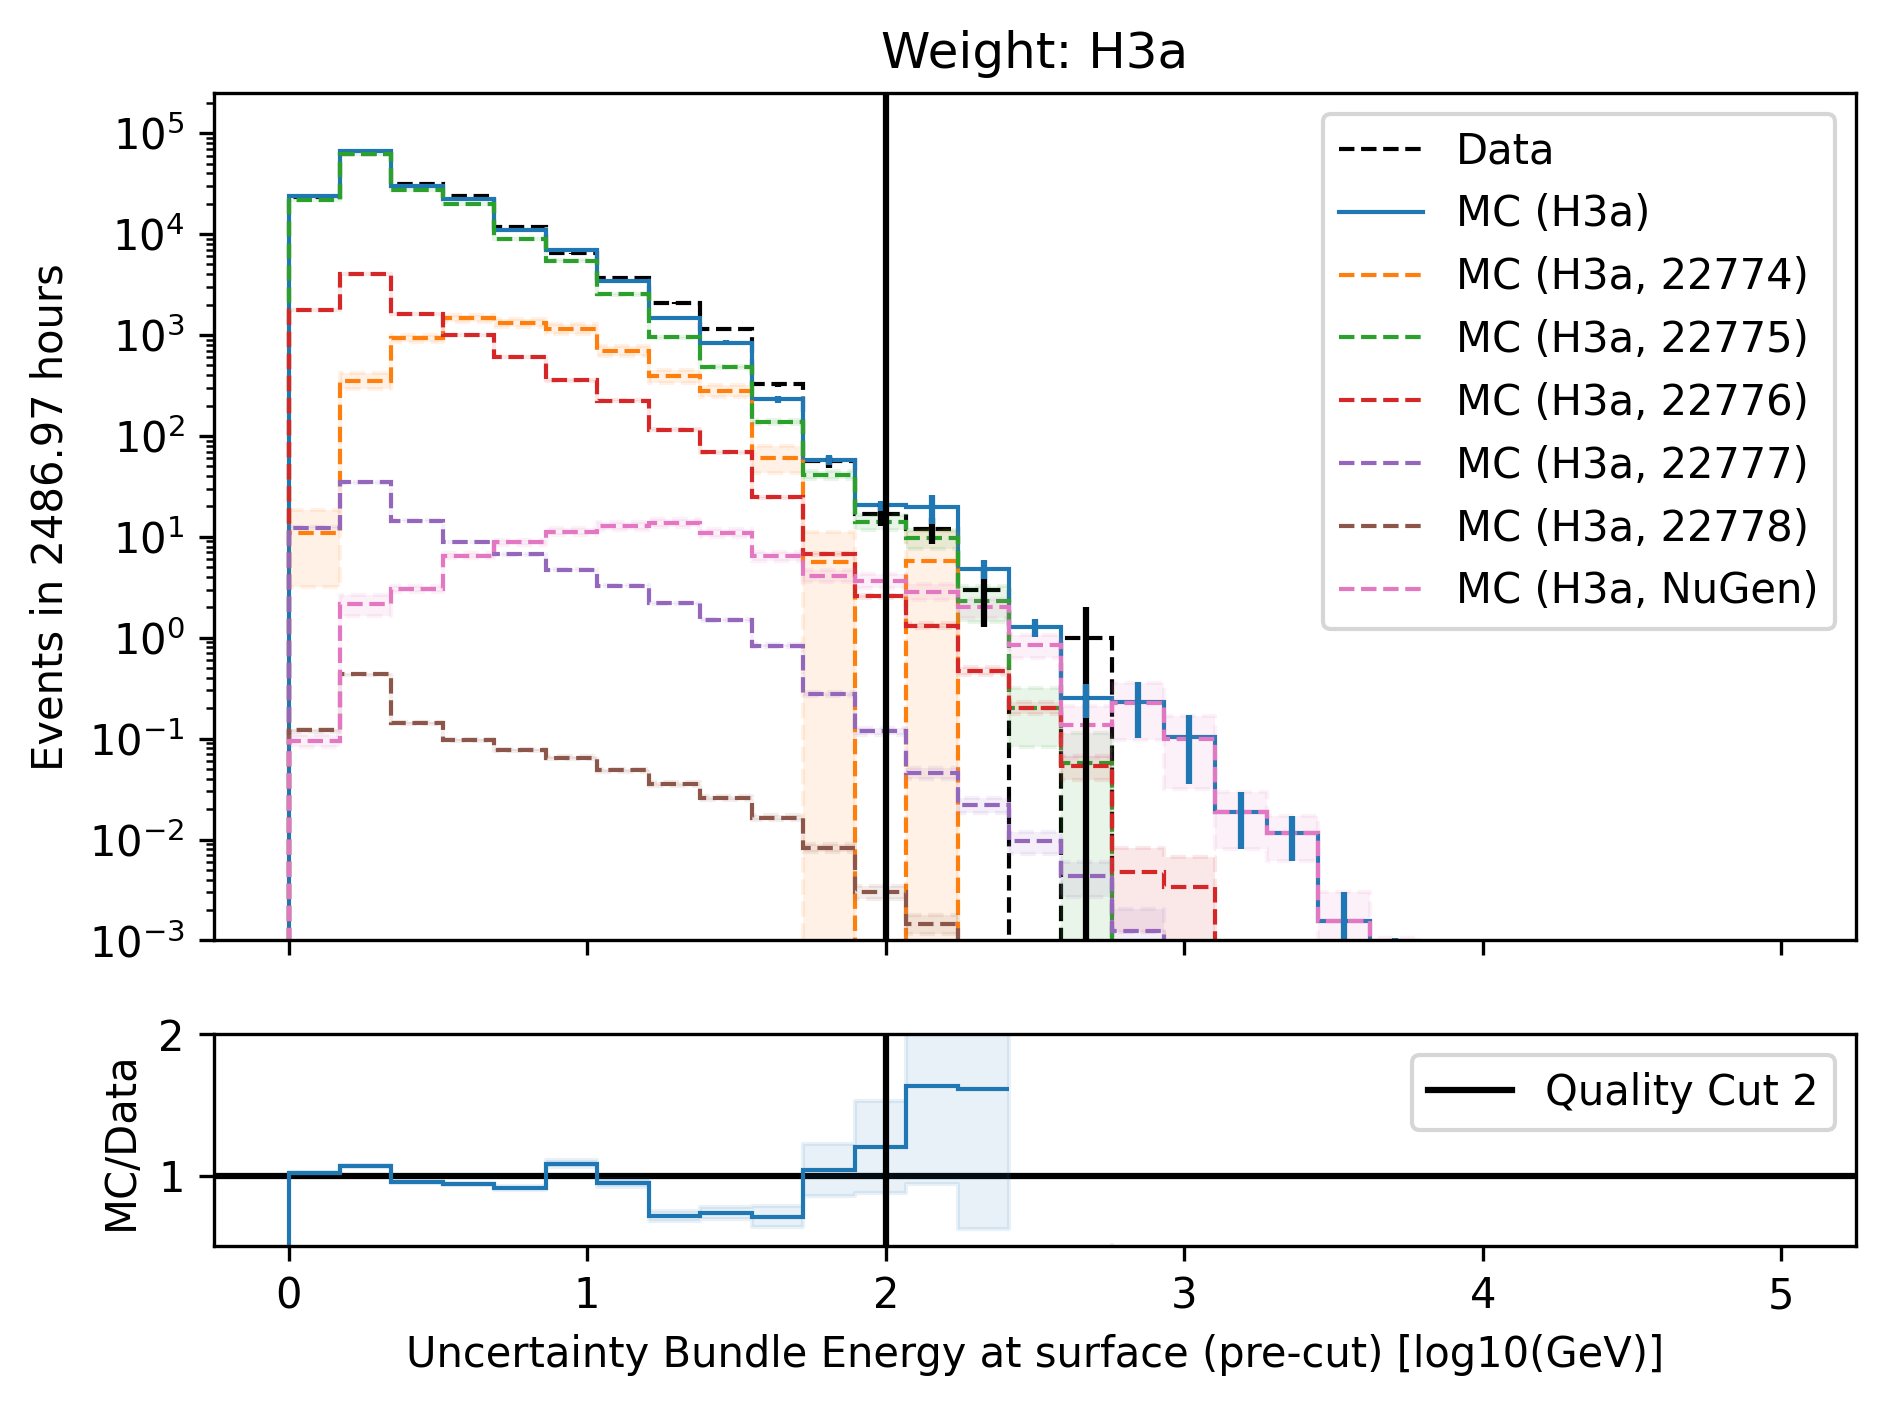 Weight: H3a
Events in 2486.97 hours
10^5
10^4
10^3
10^2
10^1
10^0
10^-1
10^-2
10^-3
Data
MC (H3a)
MC (H3a, 22774)
MC (H3a, 22775)
MC (H3a, 22776)
MC (H3a, 22777)
MC (H3a, 22778)
MC (H3a, NuGen)
MC/Data
2
1
Quality Cut 2
0 1 2 3 4 5
Uncertainty Bundle Energy at surface (pre-cut) [log10(GeV)]